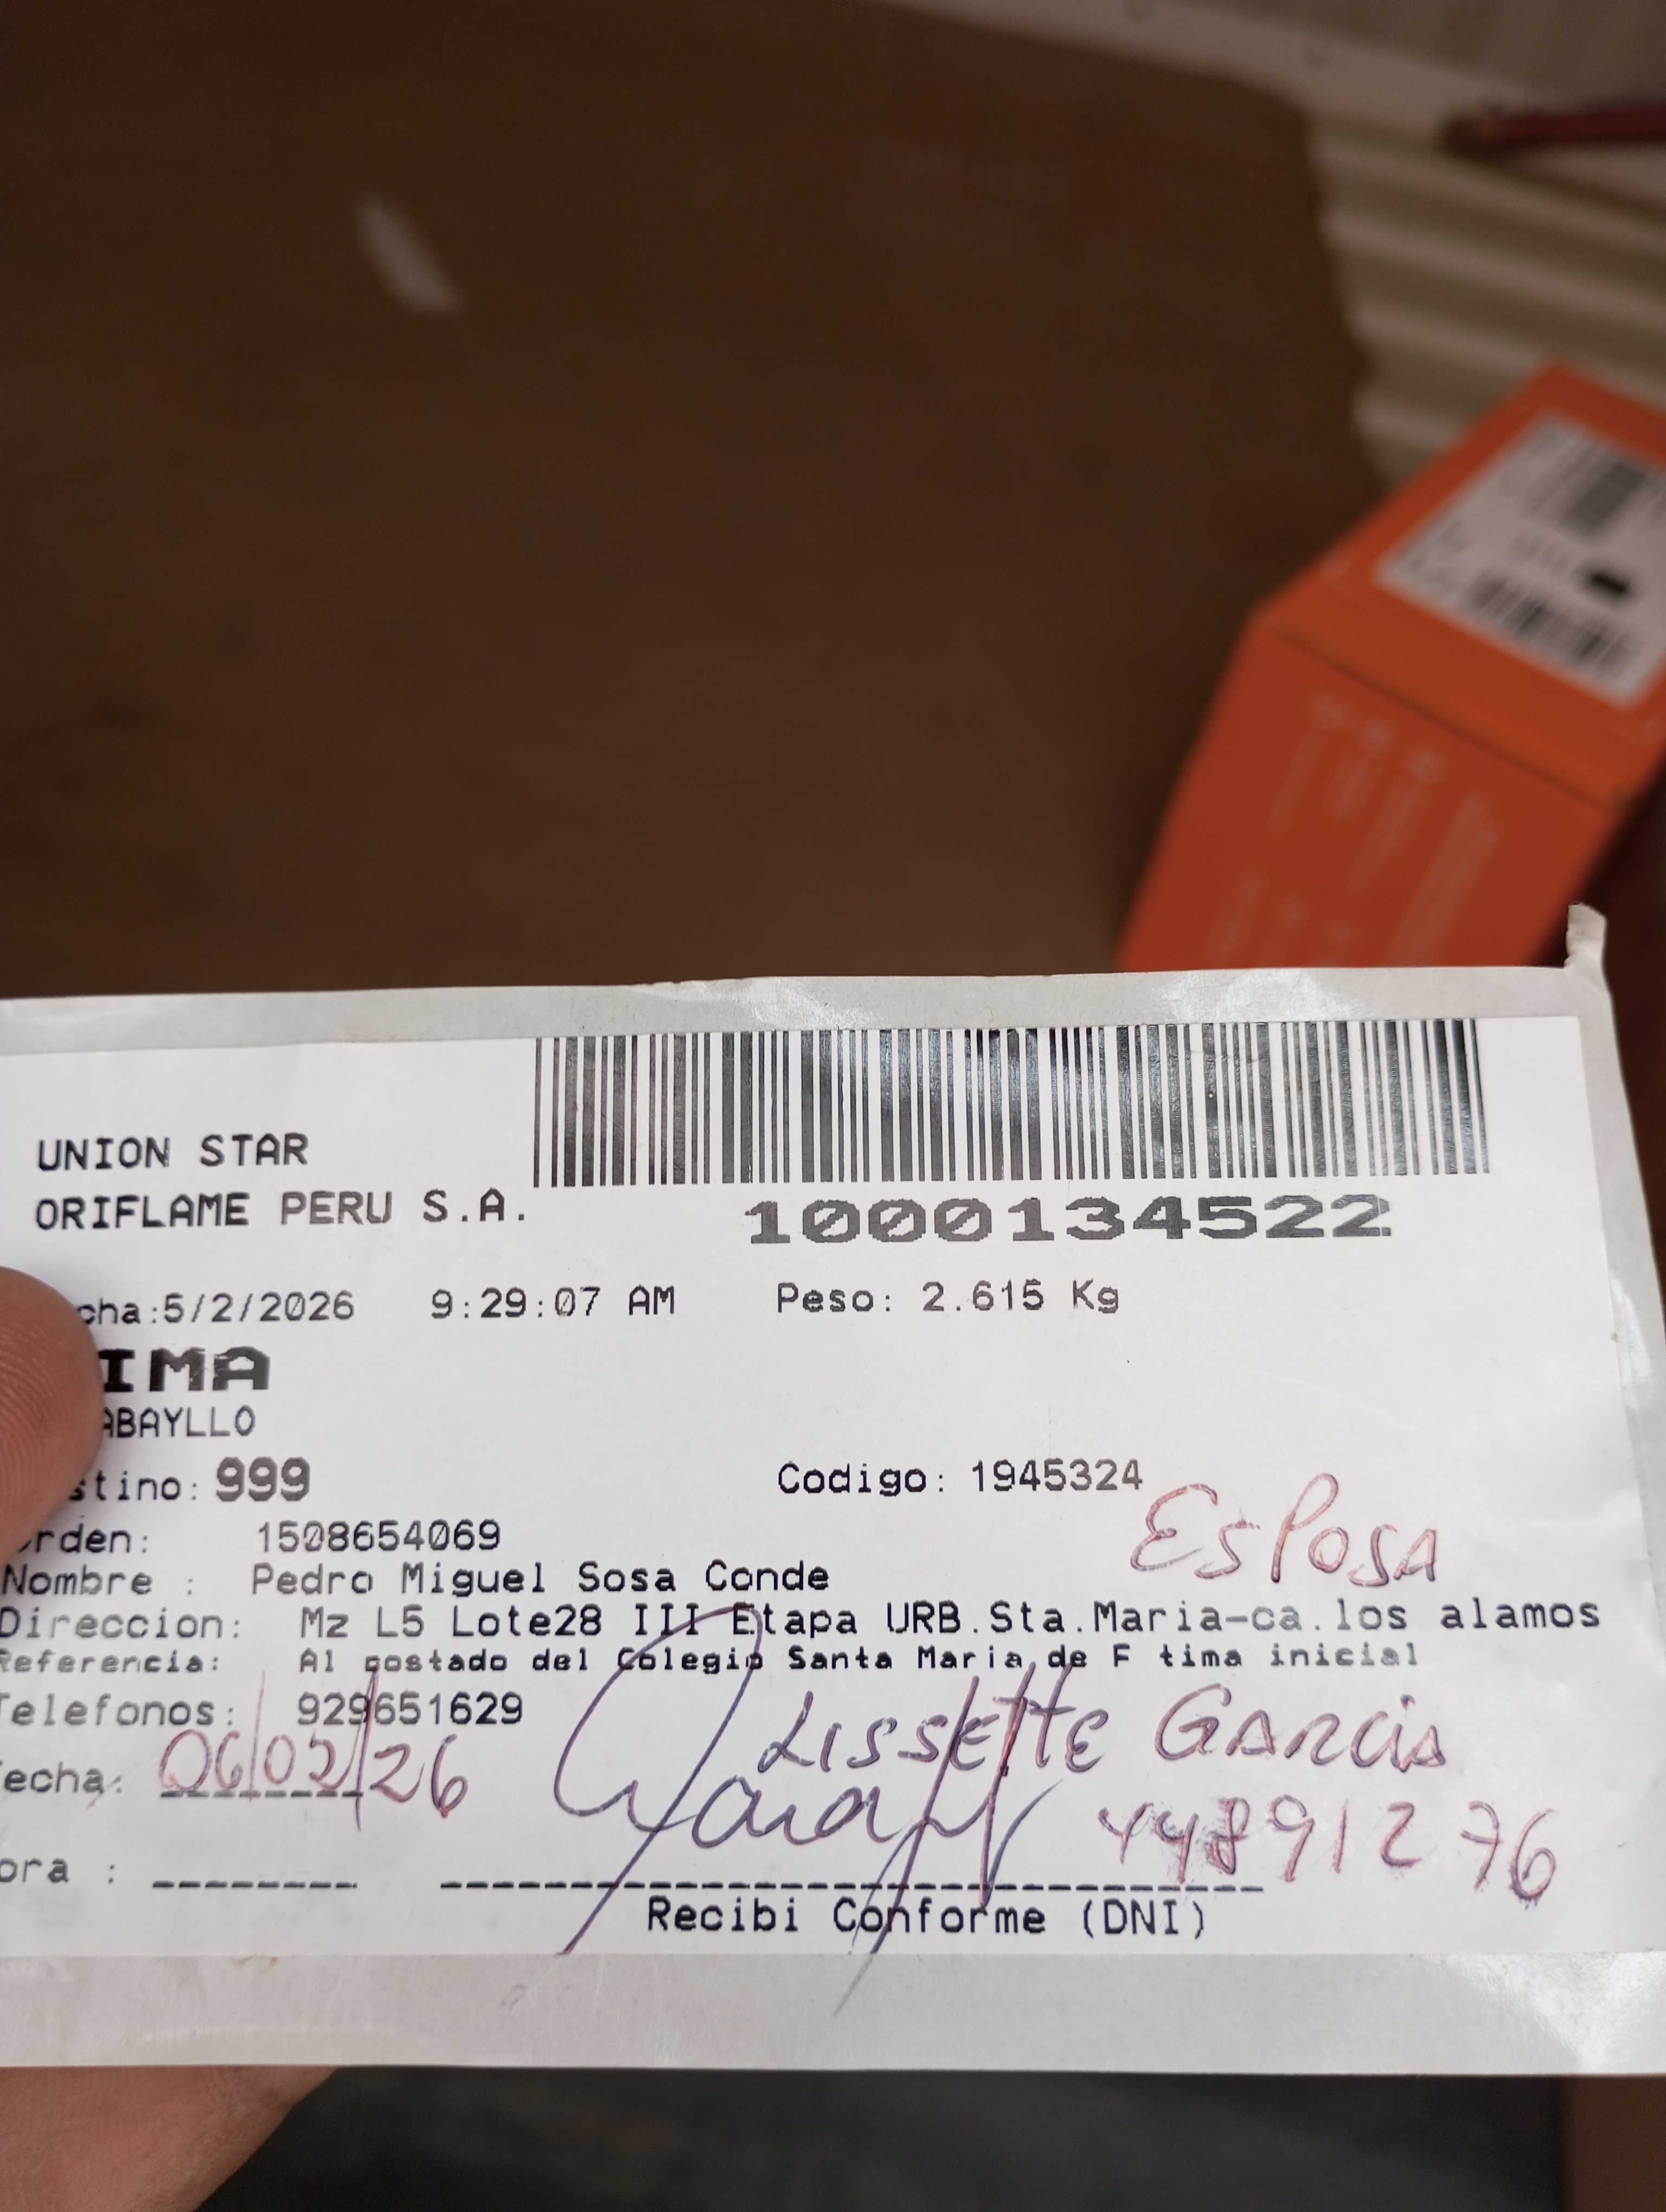 UNION STAR
ORIFLAME PERU S.A.
1000134522
cha:5/2/2026 9:29:07 AM Peso: 2.615 Kg
IMA
ABAYLLO
stino: 999 Codigo: 1945324
Esposa
rden: 1508654069
Nombre : Pedro Miguel Sosa Conde
Direccion: Mz L5 Lote28 III Etapa URB.Sta.Maria-ca.los alamos
Referencia: Al costado del Colegio Santa Maria de F tima inicial
Telefonos: 929651629
Lissette Garcia
echa: 06/02/26
44891276
ora :
Recibi Conforme (DNI)